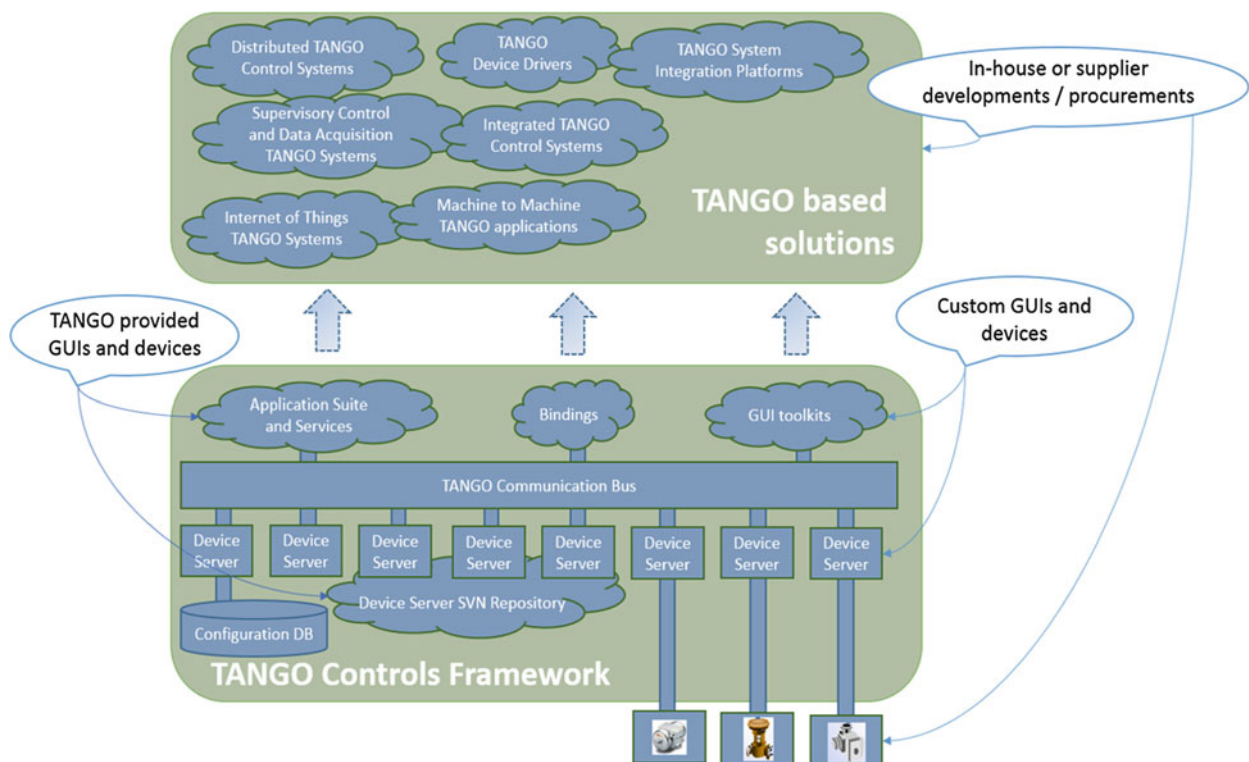 Distributed TANGO
Control Systems
TANGO
Device Drivers
TANGO System
Integration Platforms
In-house or supplier
developments / procurements
Supervisory Control
and Data Acquisition
TANGO Systems
Integrated TANGO
Control Systems
Internet of Things
TANGO Systems
Machine to Machine
TANGO applications
TANGO based
solutions
TANGO provided
GUIs and devices
Custom GUIs and
devices
Application Suite
and Services
Bindings
GUI toolkits
TANGO Communication Bus
Device
Server
Device
Server
Device
Server
Device
Server
Device
Server
Device
Server
Device
Server
Device
Server
Device Server SVN Repository
Configuration DB
TANGO Controls Framework